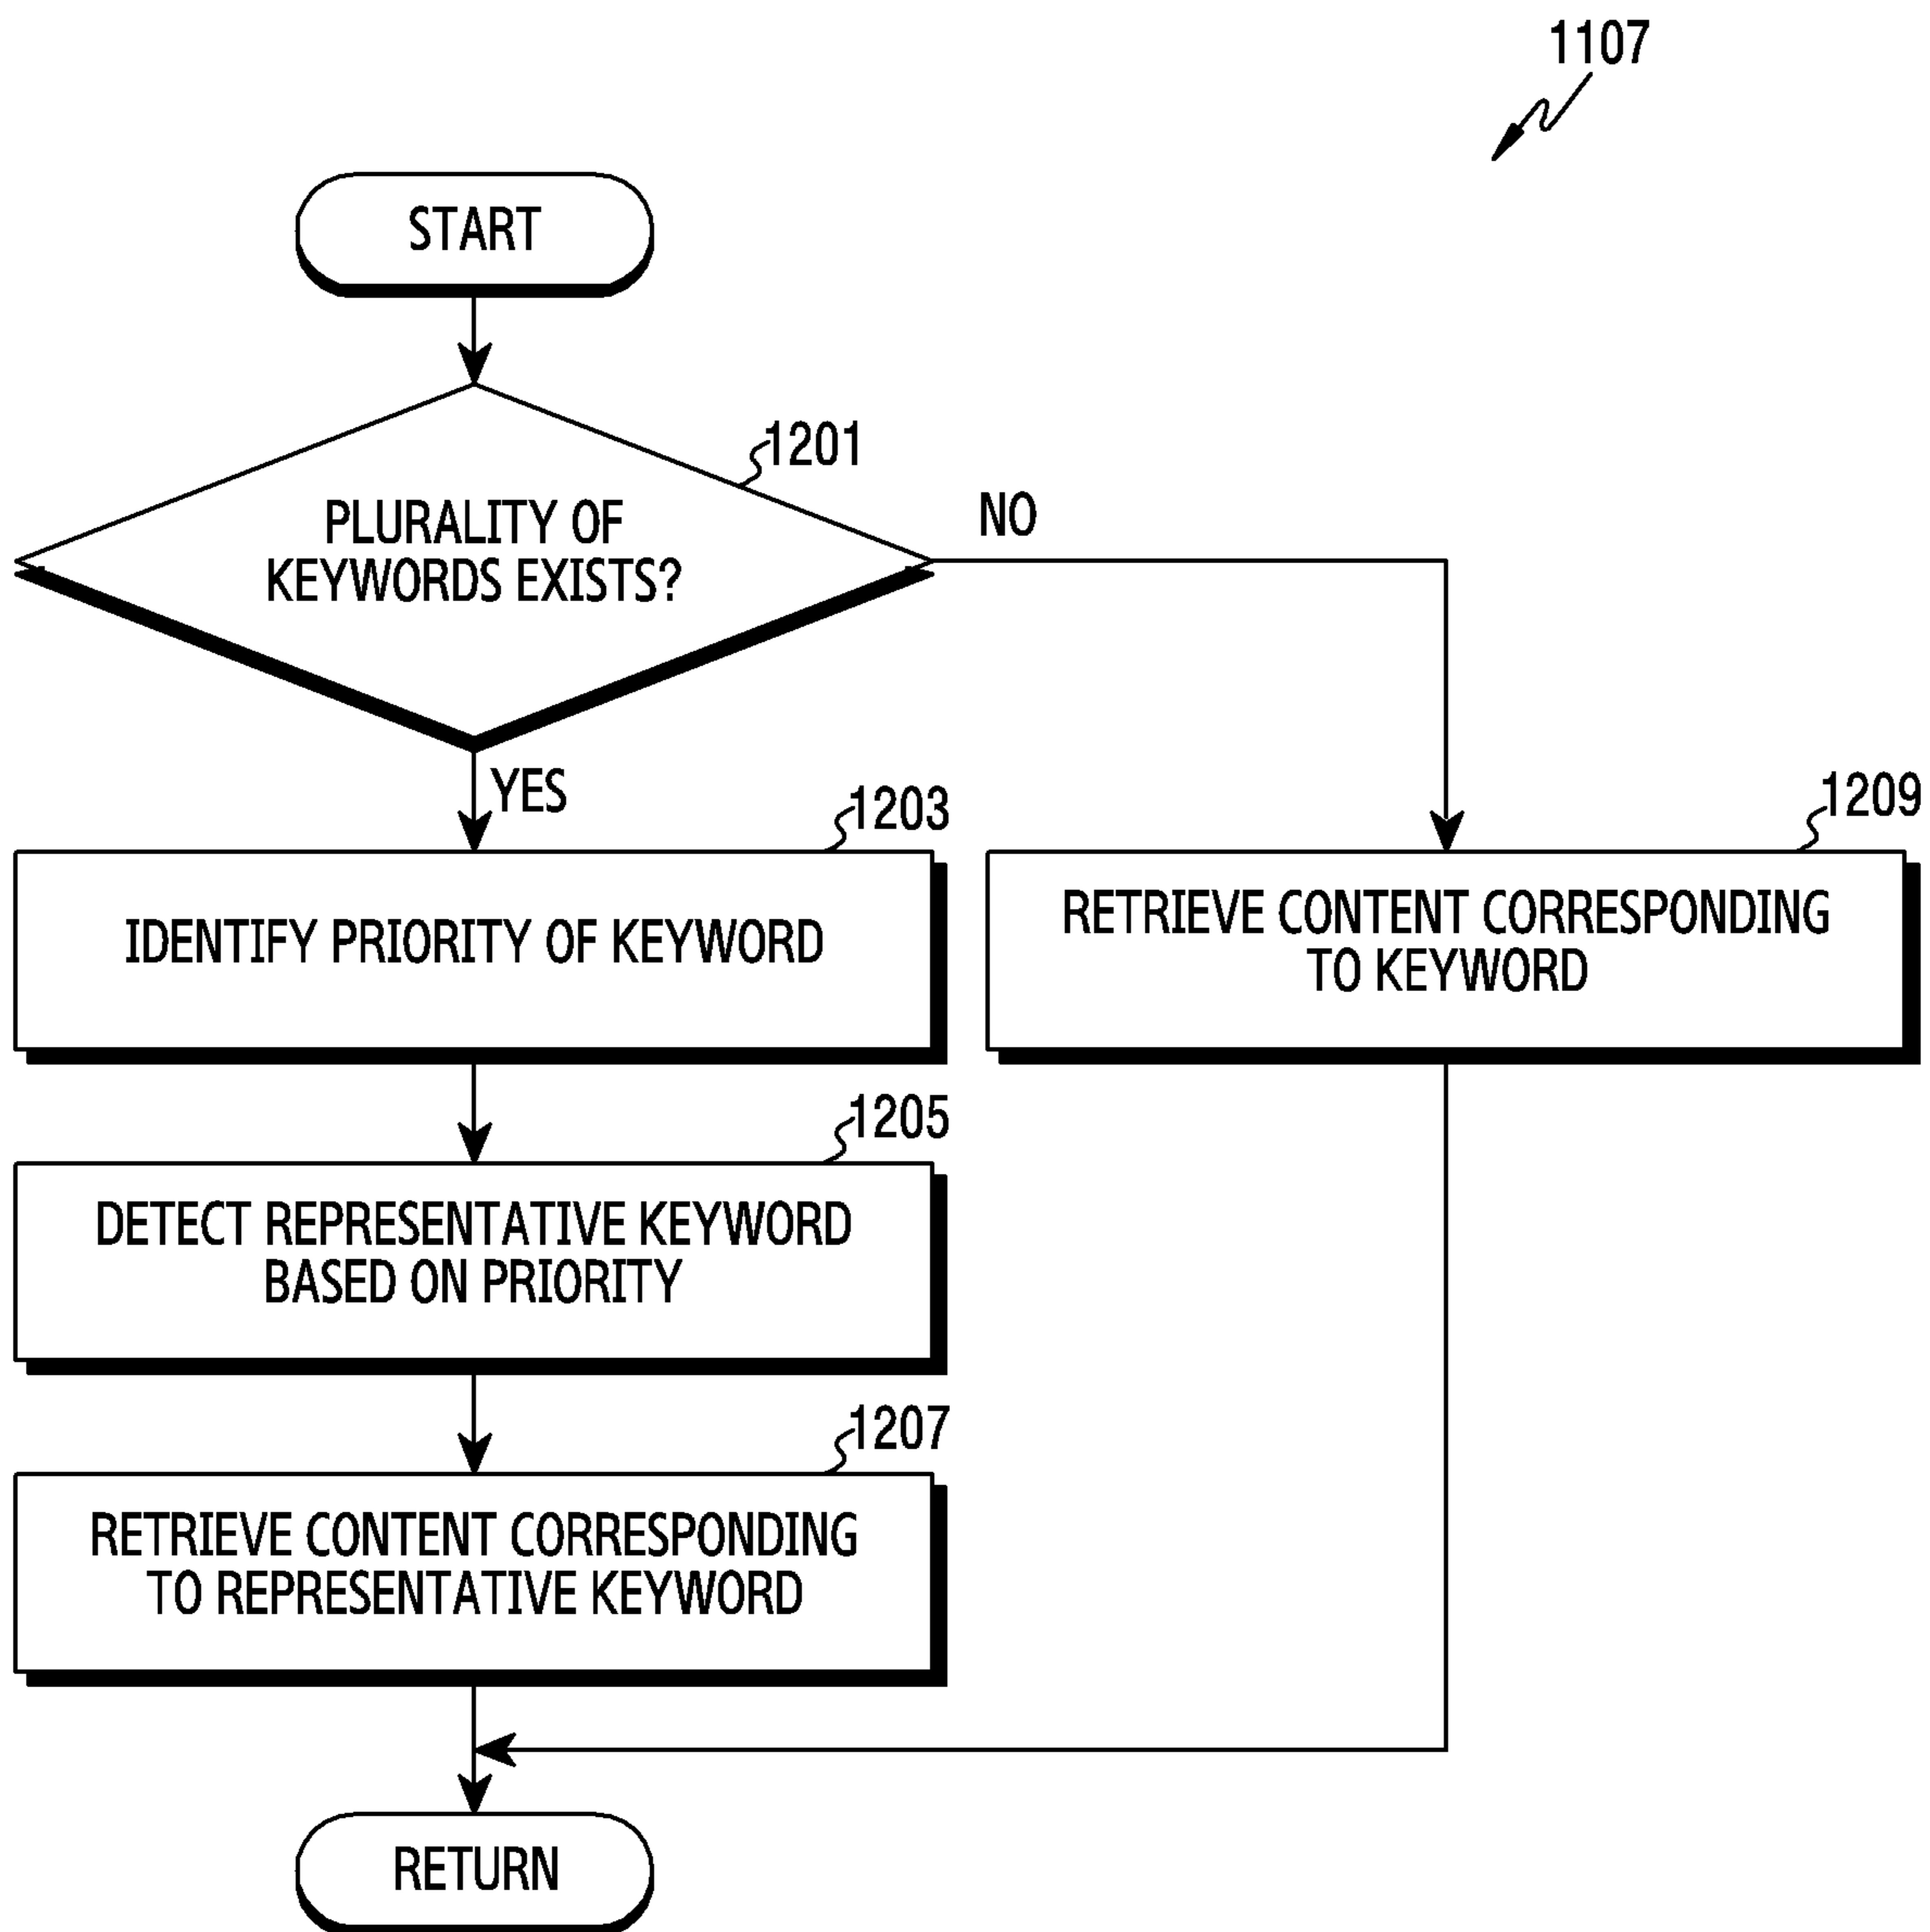 1107
START
1201
PLURALITY OF
KEYWORDS EXISTS?
NO
YES
1203
IDENTIFY PRIORITY OF KEYWORD
1209
RETRIEVE CONTENT CORRESPONDING
TO KEYWORD
1205
DETECT REPRESENTATIVE KEYWORD
BASED ON PRIORITY
1207
RETRIEVE CONTENT CORRESPONDING
TO REPRESENTATIVE KEYWORD
RETURN